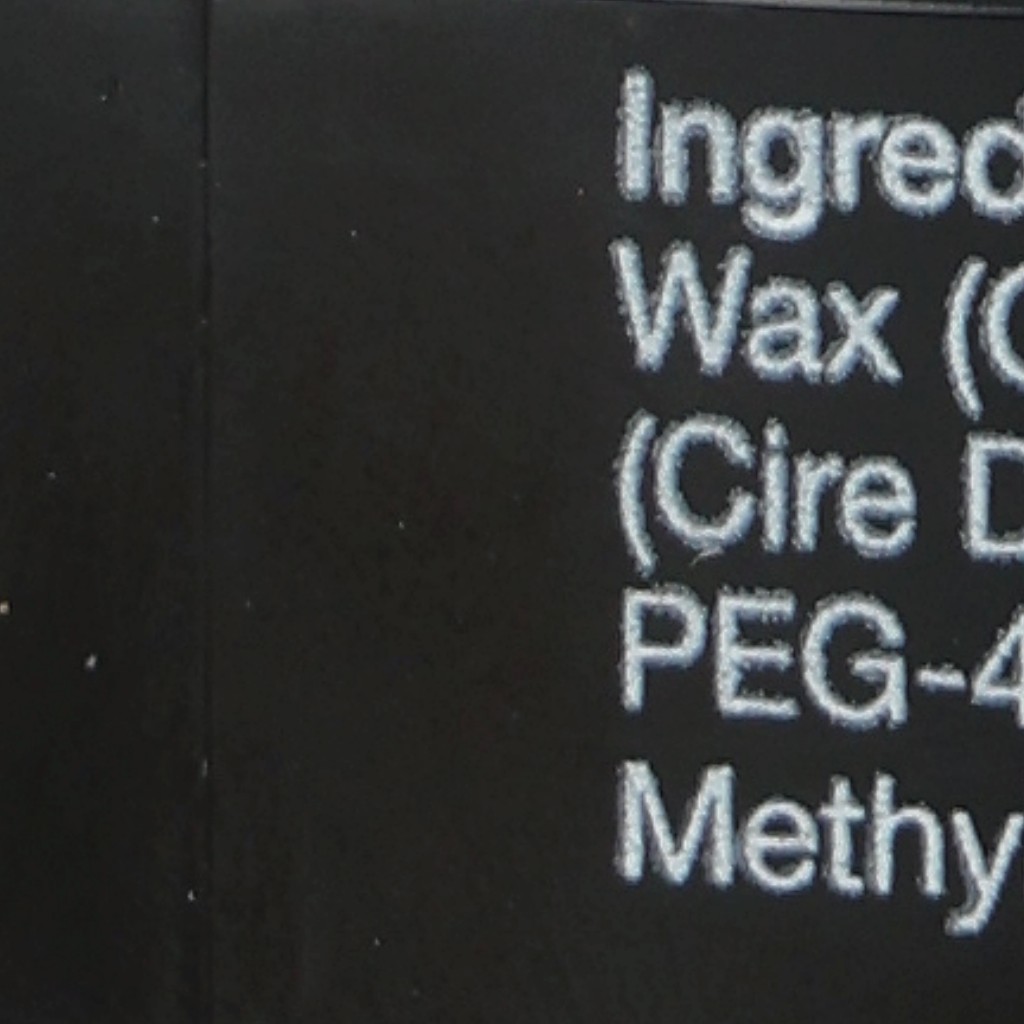 Ingred
Wax (C
(Cire D
PEG-4
Methy